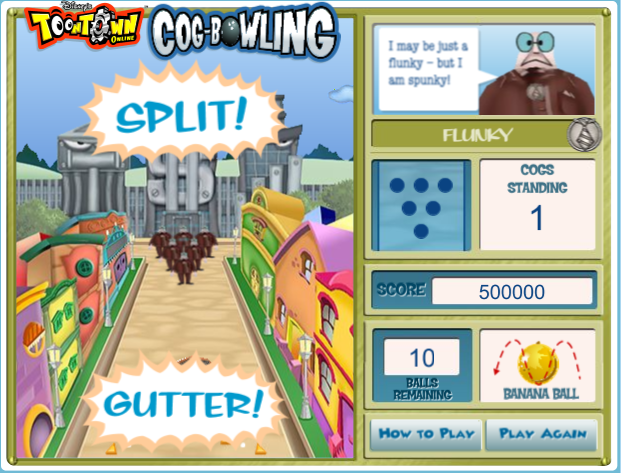 Disney's
TOONTOWN
ONLINE
COG-BOWLING
SPLIT!
GUTTER!
I may be just a
flunky – but I
am spunky!
FLUNKY
COGS
STANDING
1
SCORE 500000
10
BALLS
REMAINING
BANANA BALL
HOW TO PLAY
PLAY AGAIN